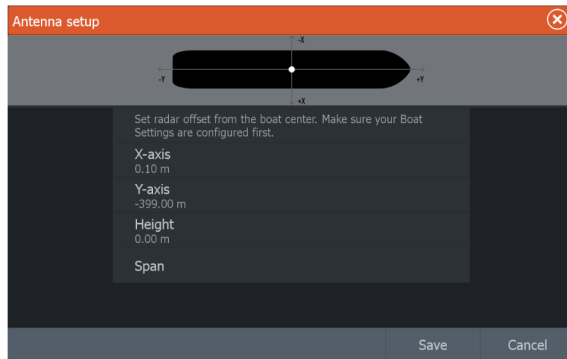 Antenna setup
-X
-Y
+Y
+X
Set radar offset from the boat center. Make sure your Boat
Settings are configured first.
X-axis
0.10 m
Y-axis
-399.00 m
Height
0.00 m
Span
Save
Cancel